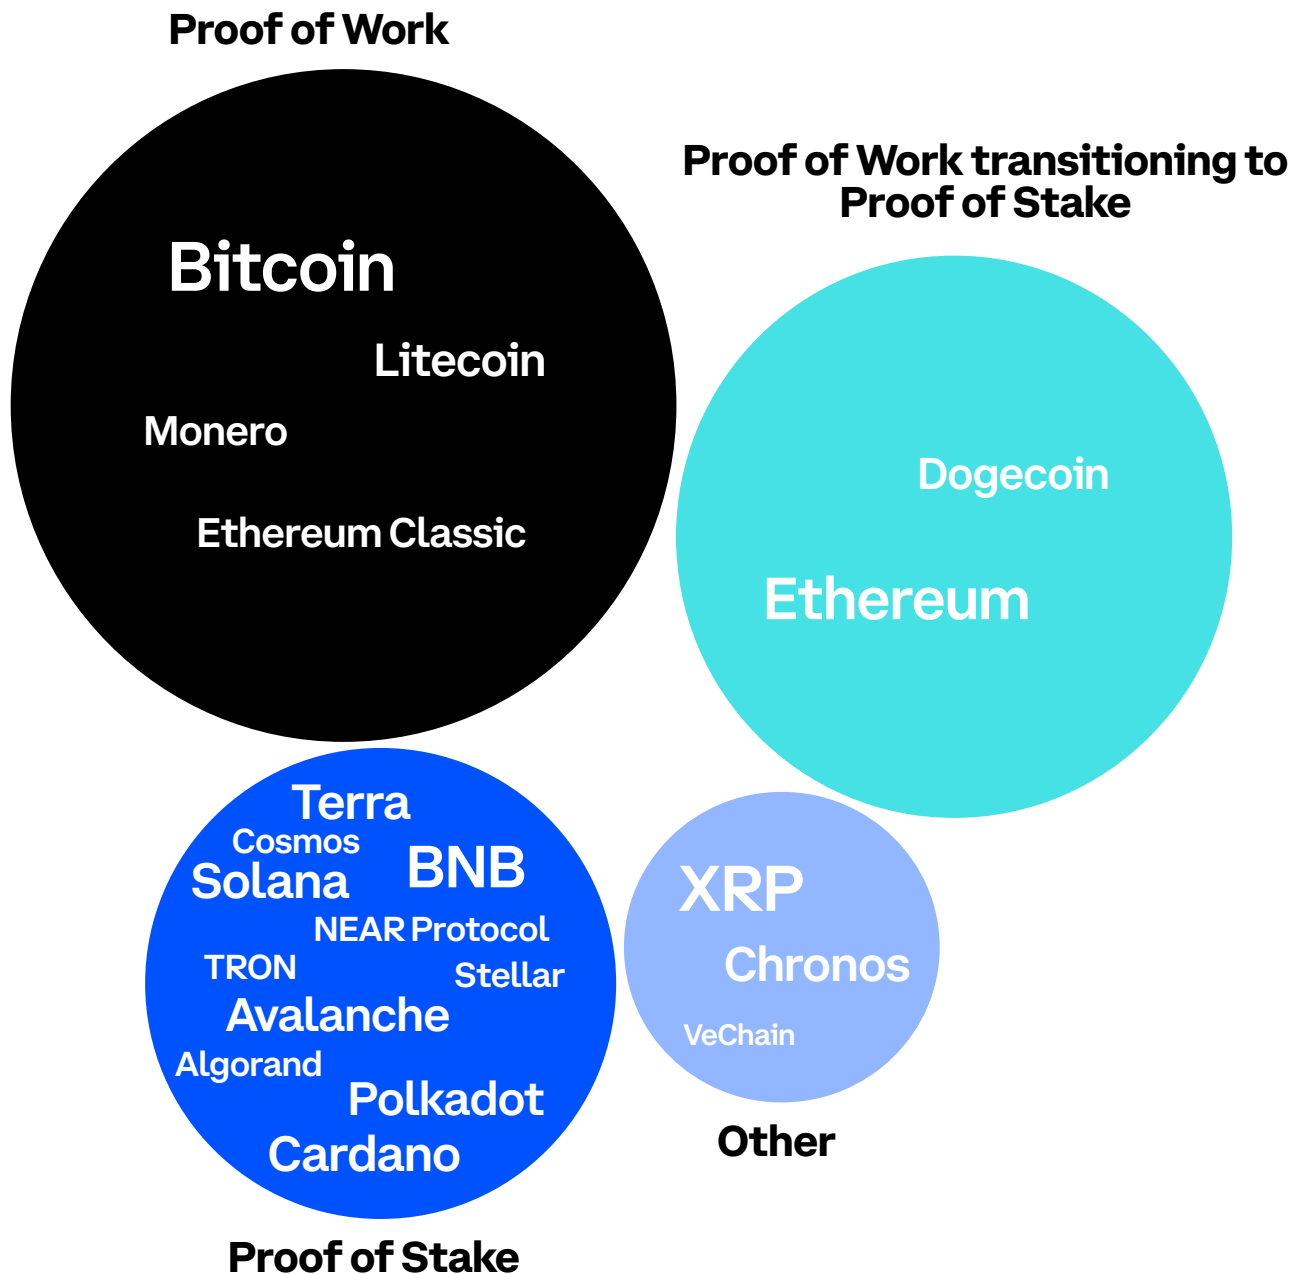 Proof of Work
Bitcoin
Litecoin
Monero
Ethereum Classic
Proof of Work transitioning to
Proof of Stake
Dogecoin
Ethereum
Terra
Cosmos
BNB
Solana
NEAR Protocol
TRON
Stellar
Avalanche
Algorand
Polkadot
Cardano
Proof of Stake
XRP
Chronos
VeChain
Other